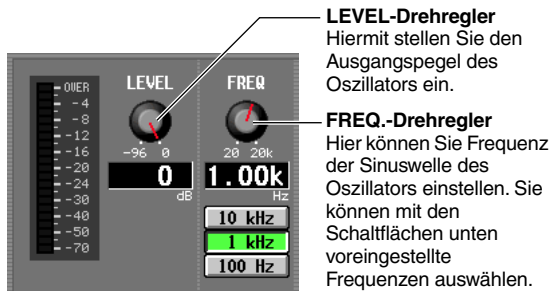 LEVEL-Drehregler
Hiermit stellen Sie den
Ausgangspegel des
Oszillators ein.
FREQ.-Drehregler
Hier können Sie Frequenz
der Sinuswelle des
Oszillators einstellen. Sie
können mit den
Schaltflächen unten
voreingestellte
Frequenzen auswählen.
OVER
-4
-8
-12
-16
-20
-24
-30
-40
-50
-70
LEVEL
-96 0
0
dB
FREQ
20 20k
1.00k
Hz
10 kHz
1 kHz
100 Hz